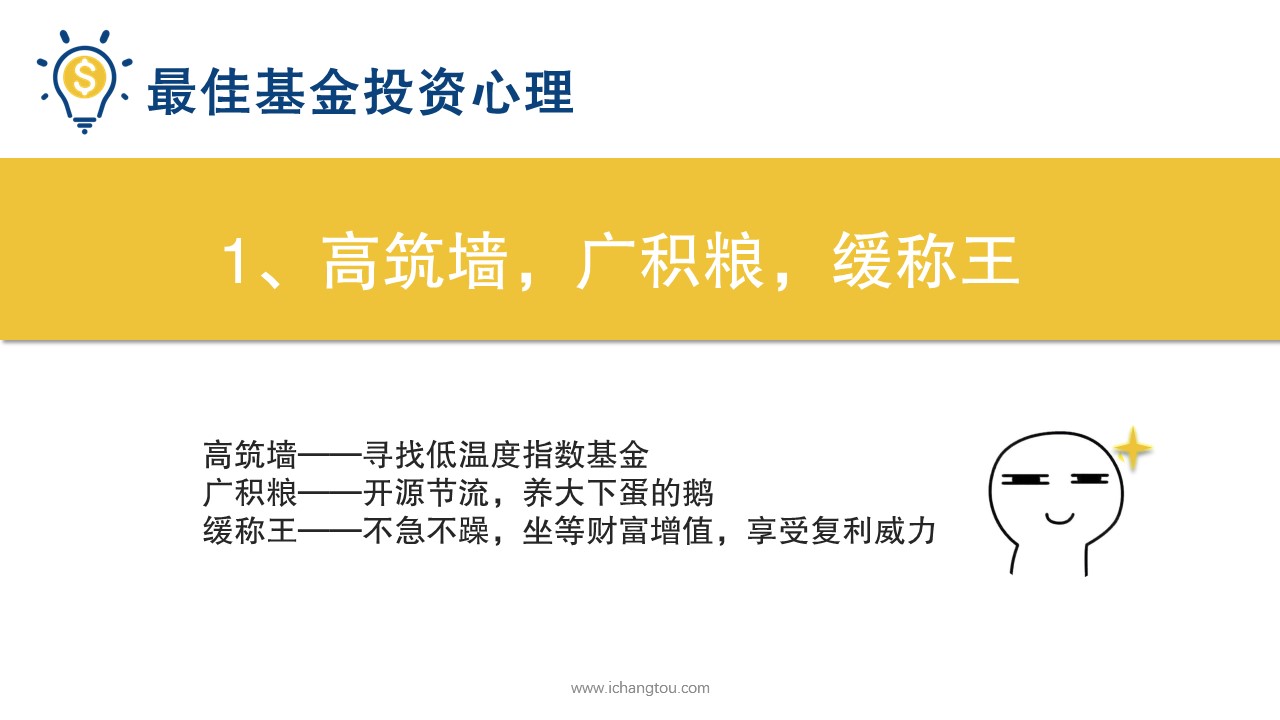 $
最佳基金投资心理
1、高筑墙，广积粮，缓称王
高筑墙——寻找低温度指数基金
广积粮——开源节流，养大下蛋的鹅
缓称王——不急不躁，坐等财富增值，享受复利威力
www.ichangtou.com